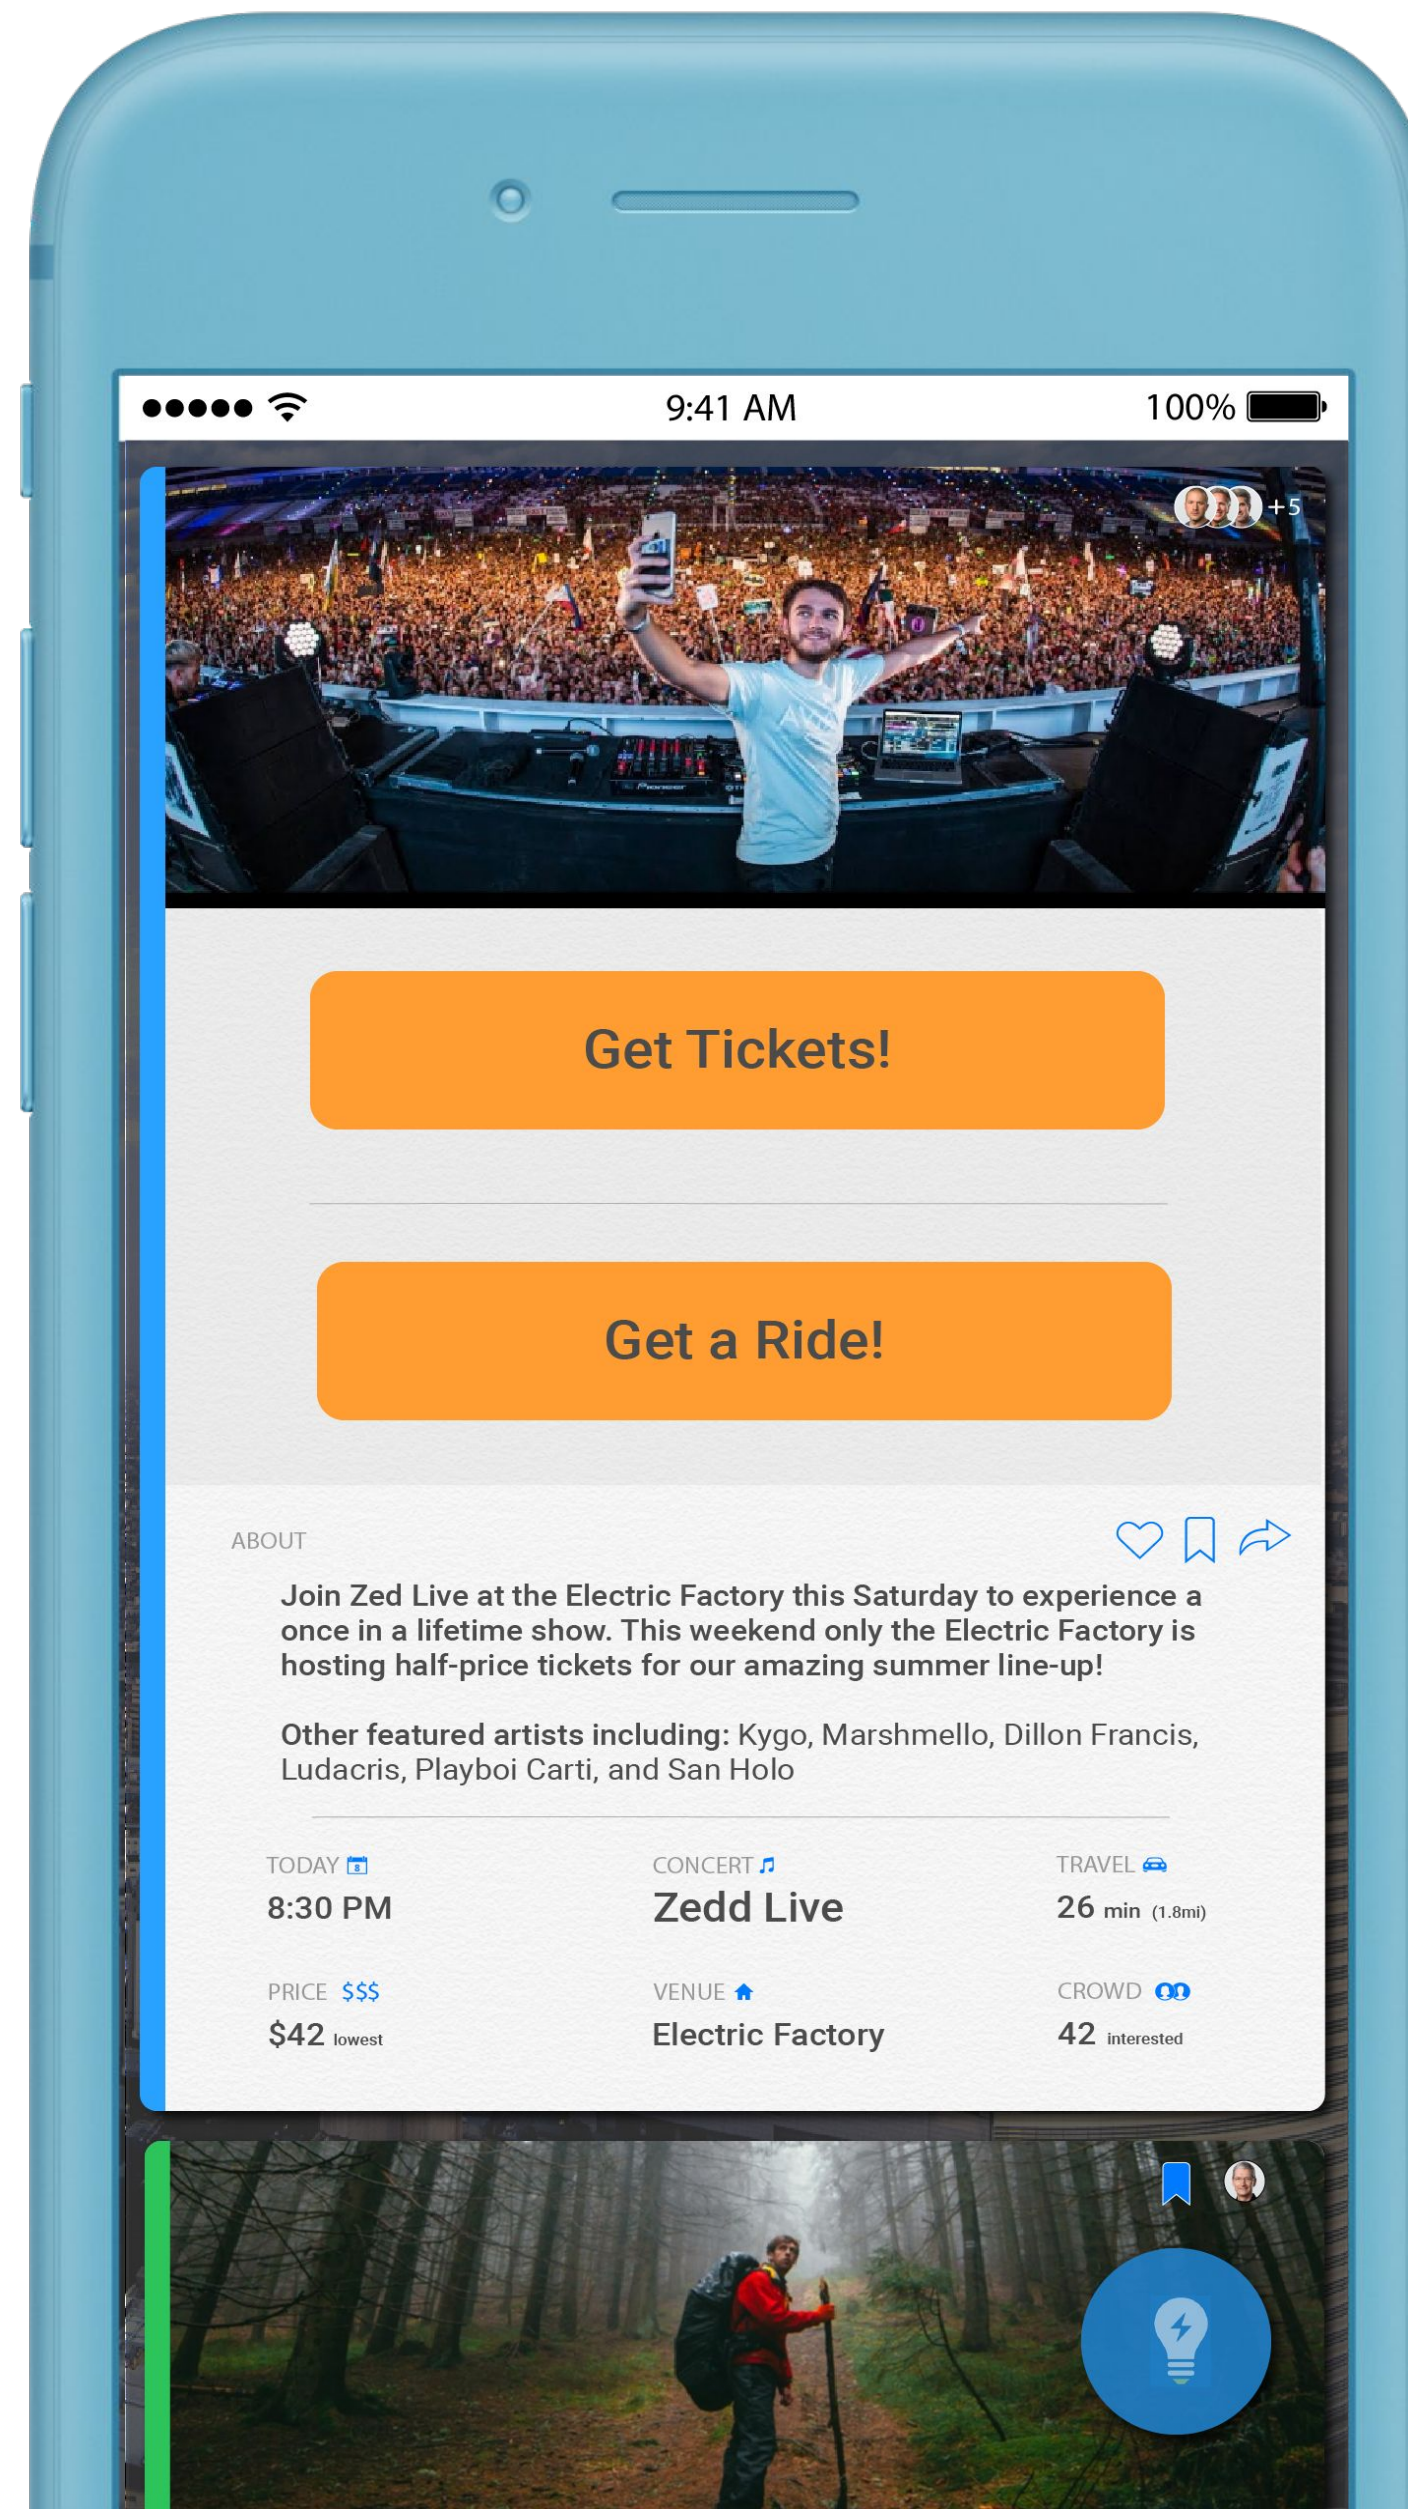 9:41 AM
100%
+5
Pioneer
Get Tickets!
Get a Ride!
ABOUT
Join Zed Live at the Electric Factory this Saturday to experience a
once in a lifetime show. This weekend only the Electric Factory is
hosting half-price tickets for our amazing summer line-up!
Other featured artists including: Kygo, Marshmello, Dillon Francis,
Ludacris, Playboi Carti, and San Holo
TODAY 8
8:30 PM
CONCERT
Zedd Live
TRAVEL
26 min (1.8mi)
PRICE $$$
$42 lowest
VENUE
Electric Factory
CROWD
42 interested